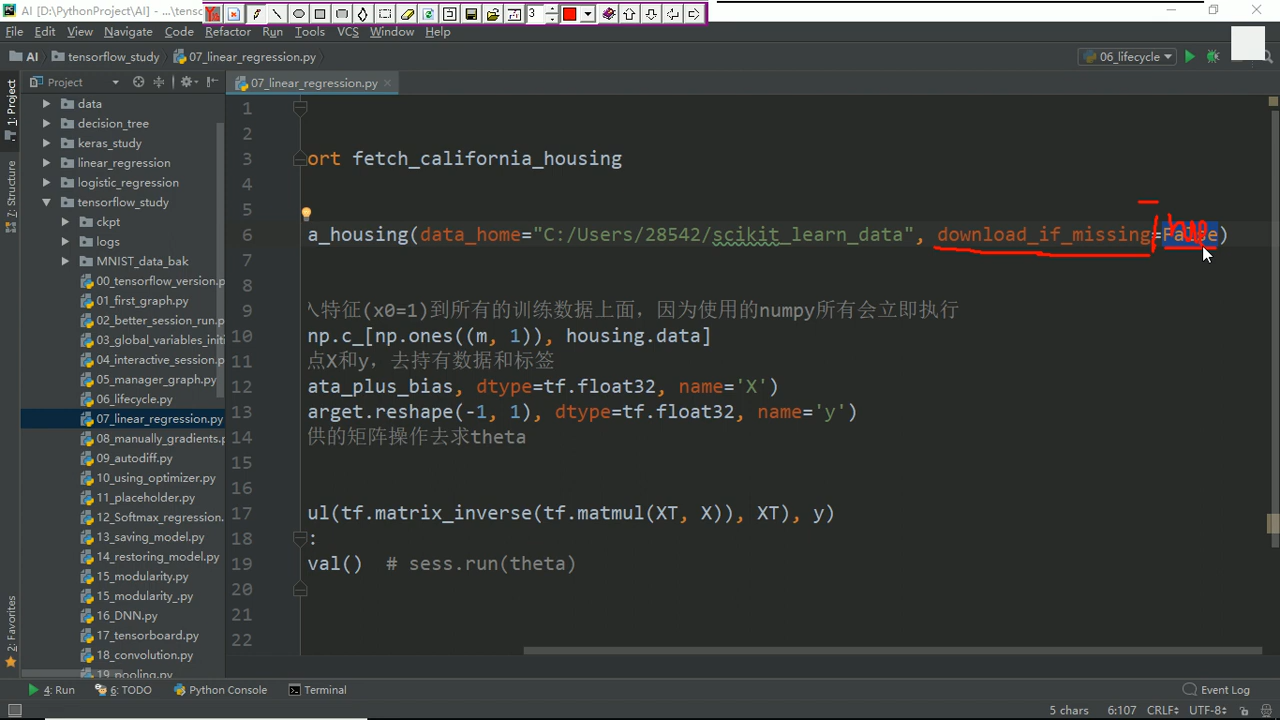 AI [D:\PythonProject\AI] - ...\tens
3
File Edit View Navigate Code Refactor Run Tools VCS Window Help
AI tensorflow_study 07_linear_regression.py 06_lifecycle
Project 07_linear_regression.py
1: Project
7: Structure
2: Favorites
data
decision_tree
keras_study
linear_regression
logistic_regression
tensorflow_study
ckpt
logs
MNIST_data_bak
00_tensorflow_version.p
01_first_graph.py
02_better_session_run.p
03_global_variables_initi
04_interactive_session.p
05_manager_graph.py
06_lifecycle.py
07_linear_regression.py
08_manually_gradients.p
09_autodiff.py
10_using_optimizer.py
11_placeholder.py
12_Softmax_regression.
13_saving_model.py
14_restoring_model.py
15_modularity.py
15_modularity_.py
16_DNN.py
17_tensorboard.py
18_convolution.py
19_pooling.py
1
2
3 ort fetch_california_housing
4
5
6 a_housing(data_home="C:/Users/28542/scikit_learn_data", download_if_missing=False)
7
8
9 入特征(x0=1)到所有的训练数据上面，因为使用的numpy所有会立即执行
10 np.c_[np.ones((m, 1)), housing.data]
11 点X和y，去持有数据和标签
12 ata_plus_bias, dtype=tf.float32, name='X')
13 arget.reshape(-1, 1), dtype=tf.float32, name='y')
14 供的矩阵操作去求theta
15
16
17 ul(tf.matrix_inverse(tf.matmul(XT, X)), XT), y)
18 :
19 val() # sess.run(theta)
20
21
22
4: Run 6: TODO Python Console Terminal Event Log
5 chars 6:107 CRLF÷ UTF-8÷